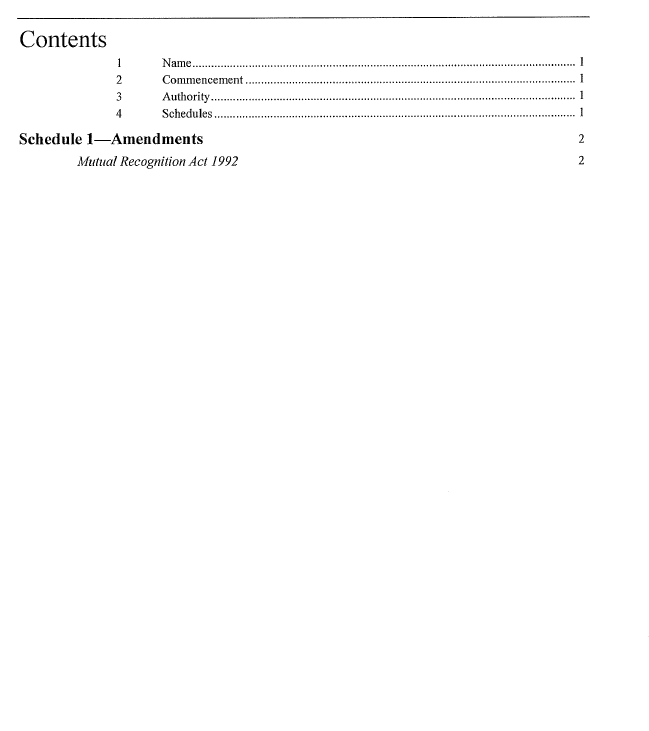 Contents
1 Name........................................................................................................................................ 1
2 Commencement........................................................................................................................ 1
3 Authority................................................................................................................................... 1
4 Schedules.................................................................................................................................. 1
Schedule 1—Amendments 2
Mutual Recognition Act 1992 2